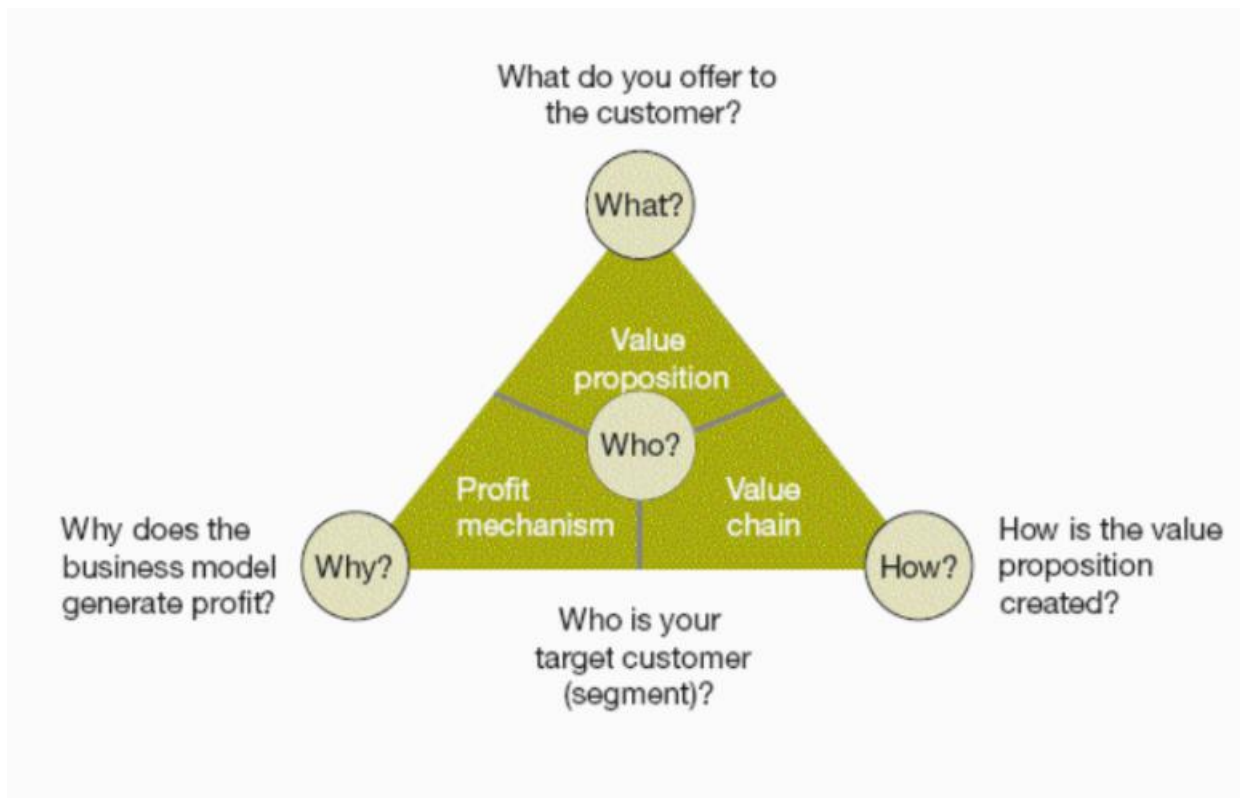 What do you offer to
the customer?
What?
Value
proposition
Who?
Profit
mechanism
Value
chain
Why does the
business model
generate profit?
Why?
How?
How is the value
proposition
created?
Who is your
target customer
(segment)?